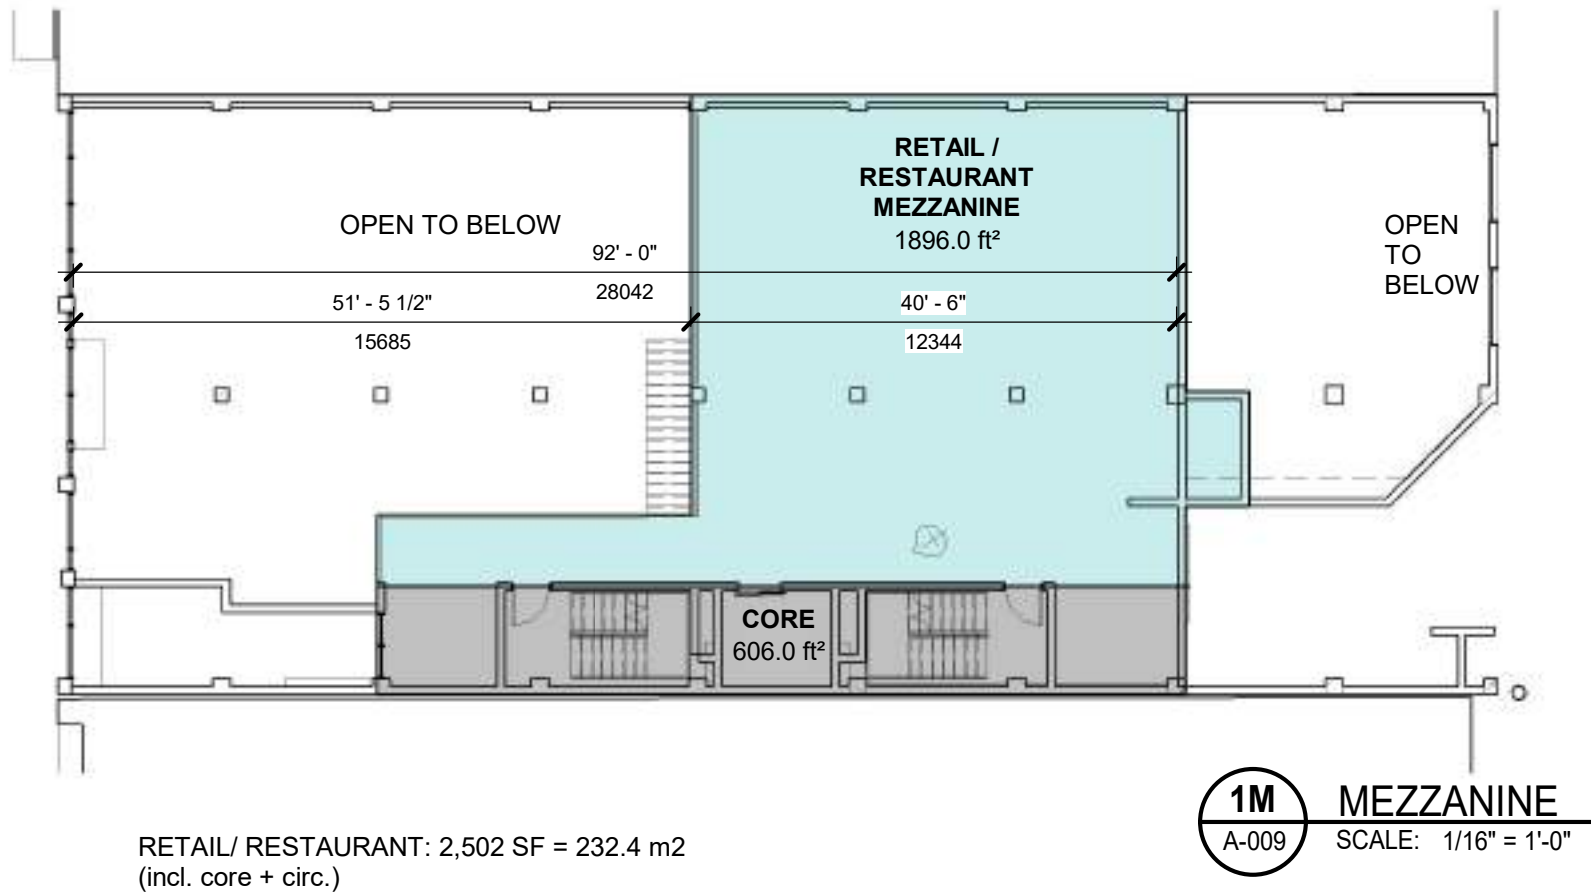 RETAIL /
RESTAURANT
MEZZANINE
1896.0 ft²
OPEN TO BELOW
OPEN
TO
BELOW
92' - 0"
28042
51' - 5 1/2"
15685
40' - 6"
12344
CORE
606.0 ft²
1M
A-009
MEZZANINE
SCALE: 1/16" = 1'-0"
RETAIL/ RESTAURANT: 2,502 SF = 232.4 m2
(incl. core + circ.)